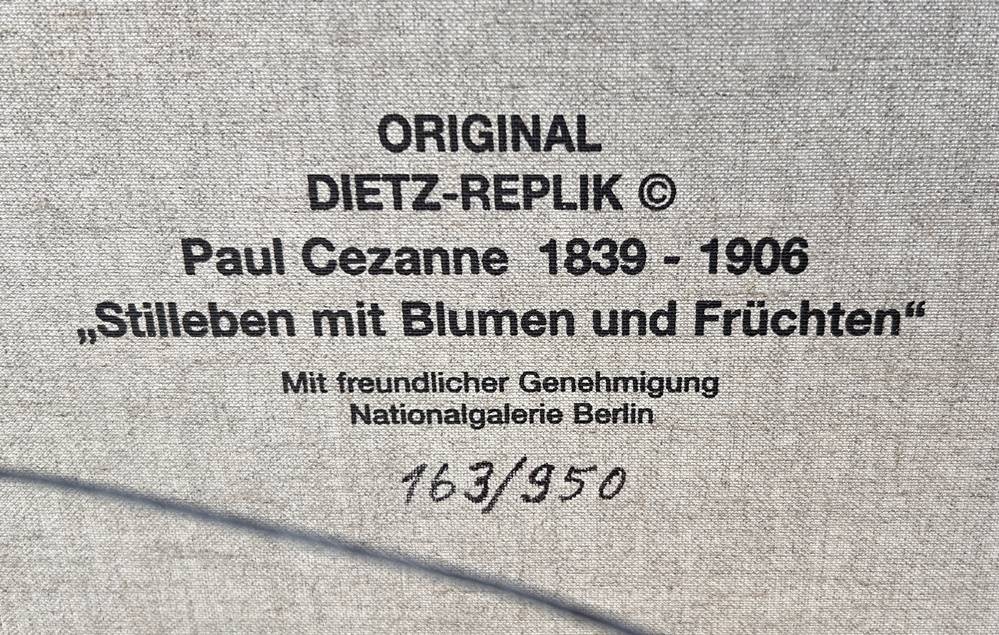 ORIGINAL
DIETZ-REPLIK ©
Paul Cezanne 1839 - 1906
„Stilleben mit Blumen und Früchten“
Mit freundlicher Genehmigung
Nationalgalerie Berlin
163/950